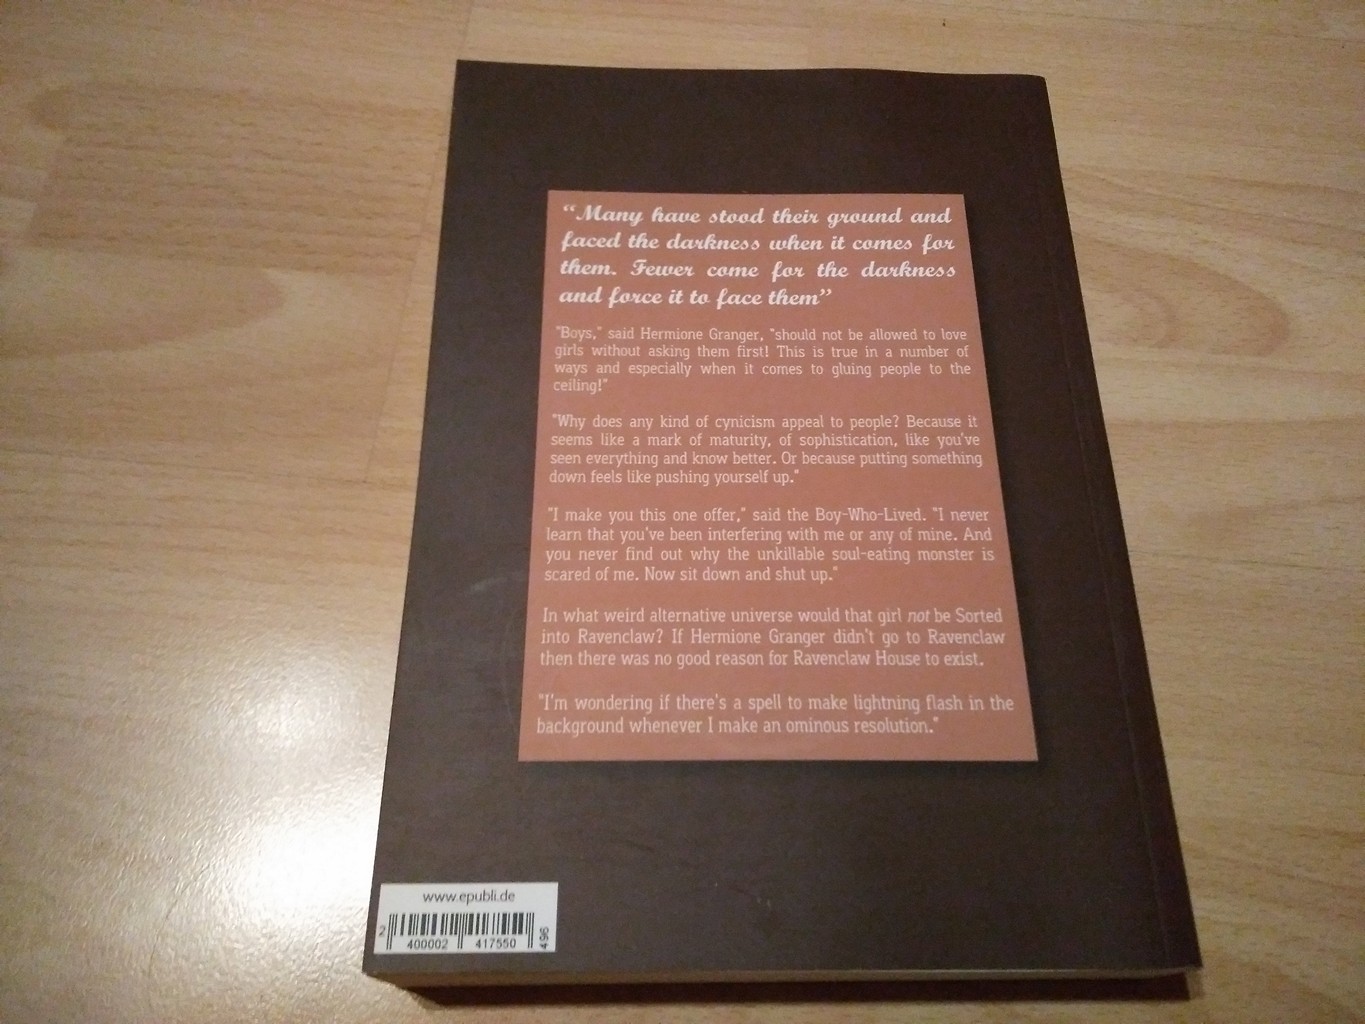 “Many have stood their ground and
faced the darkness when it comes for
them. Fewer come for the darkness
and force it to face them”
"Boys," said Hermione Granger, "should not be allowed to love
girls without asking them first! This is true in a number of
ways and especially when it comes to gluing people to the
ceiling!"
"Why does any kind of cynicism appeal to people? Because it
seems like a mark of maturity, of sophistication, like you've
seen everything and know better. Or because putting something
down feels like pushing yourself up."
"I make you this one offer," said the Boy-Who-Lived. "I never
learn that you've been interfering with me or any of mine. And
you never find out why the unkillable soul-eating monster is
scared of me. Now sit down and shut up."
In what weird alternative universe would that girl not be Sorted
into Ravenclaw? If Hermione Granger didn't go to Ravenclaw
then there was no good reason for Ravenclaw House to exist.
"I'm wondering if there's a spell to make lightning flash in the
background whenever I make an ominous resolution."
www.epubli.de
2 400002 417550 496